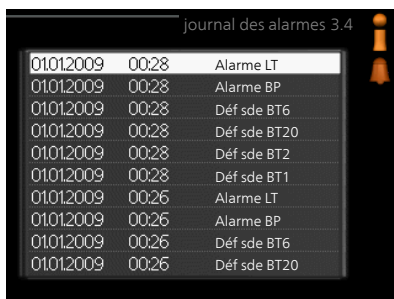 journal des alarmes 3.4
01.01.2009 00:28 Alarme LT
01.01.2009 00:28 Alarme BP
01.01.2009 00:28 Déf sde BT6
01.01.2009 00:28 Déf sde BT20
01.01.2009 00:28 Déf sde BT2
01.01.2009 00:28 Déf sde BT1
01.01.2009 00:26 Alarme LT
01.01.2009 00:26 Alarme BP
01.01.2009 00:26 Déf sde BT6
01.01.2009 00:26 Déf sde BT20